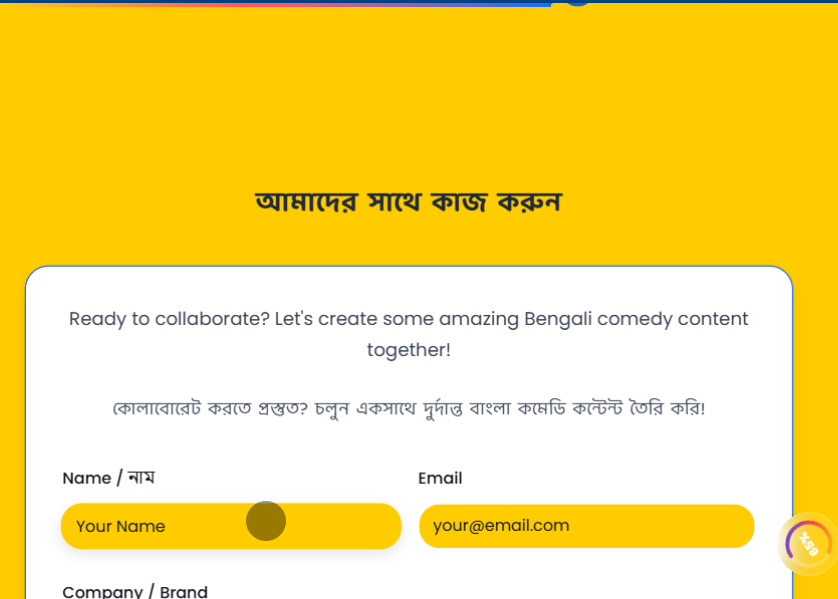 আমাদের সাথে কাজ করুন
Ready to collaborate? Let's create some amazing Bengali comedy content
together!
কোলাবোরেট করতে প্রস্তুত? চলুন একসাথে দুর্দান্ত বাংলা কমেডি কন্টেন্ট তৈরি করি!
Name / নাম
Email
Your Name
your@email.com
65%
Company / Brand